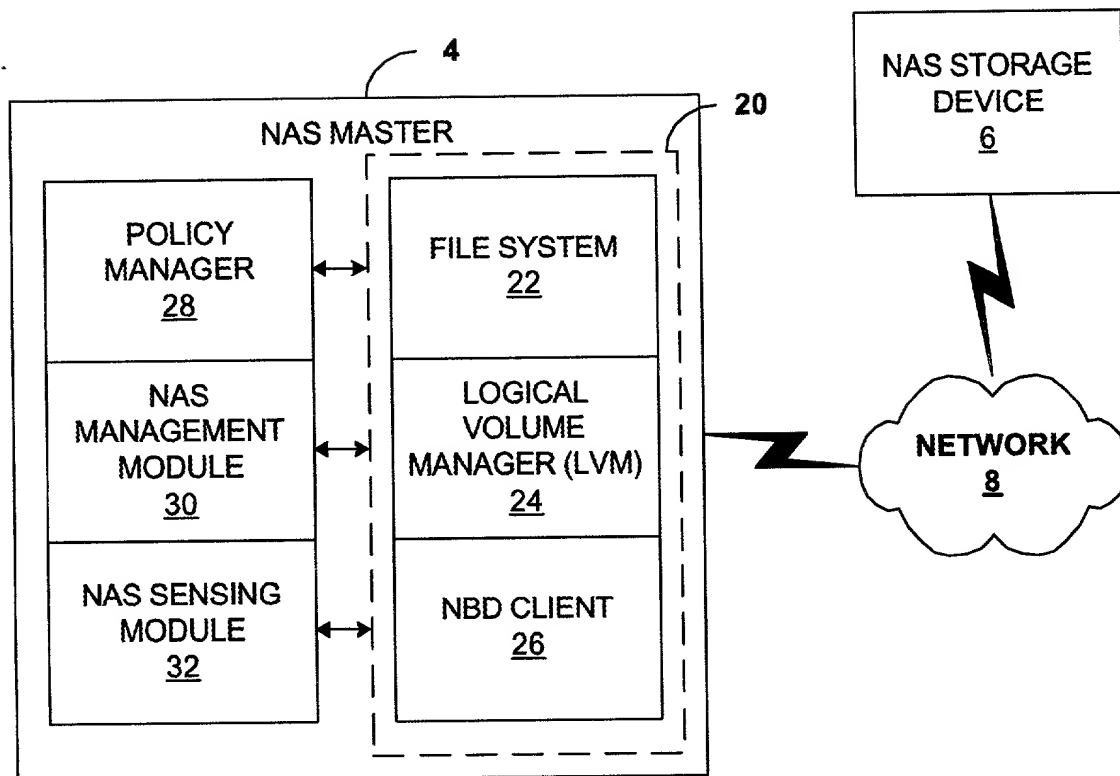 4
NAS MASTER
20
POLICY
MANAGER
28
NAS
MANAGEMENT
MODULE
30
NAS SENSING
MODULE
32
FILE SYSTEM
22
LOGICAL
VOLUME
MANAGER (LVM)
24
NBD CLIENT
26
NAS STORAGE
DEVICE
6
NETWORK
8